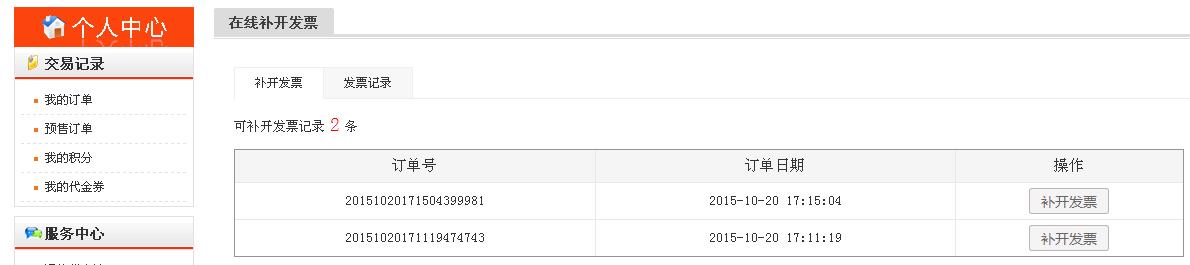 个人中心
交易记录
我的订单
预售订单
我的积分
我的代金券
服务中心
在线补开发票
补开发票 发票记录
可补开发票记录 2 条
订单号 订单日期 操作
20151020171504399981 2015-10-20 17:15:04 补开发票
20151020171119474743 2015-10-20 17:11:19 补开发票